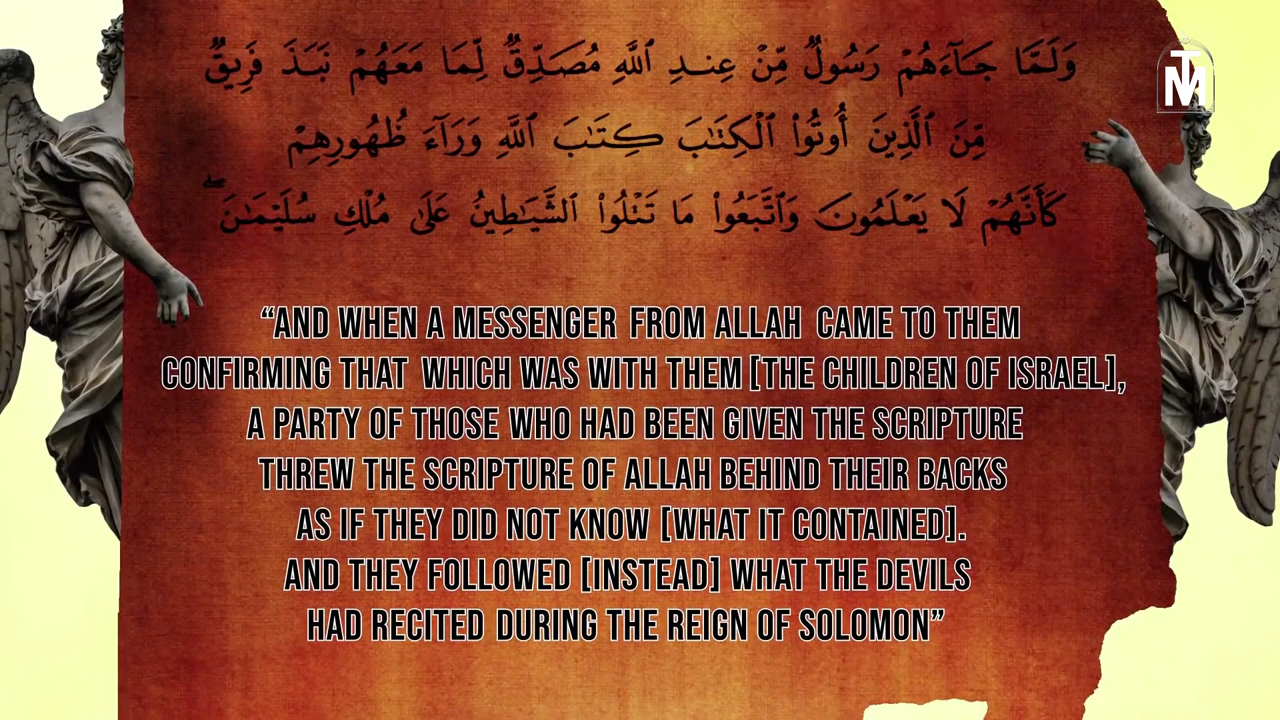 وَلَمَّا جَآءَهُمْ رَسُولٌ مِّنْ عِندِ ٱللَّهِ مُصَدِّقٌ لِّمَا مَعَهُمْ نَبَذَ فَرِيقٌ
مِّنَ ٱلَّذِينَ أُوتُوا۟ ٱلْكِتَـٰبَ كِتَـٰبَ ٱللَّهِ وَرَآءَ ظُهُورِهِمْ
كَأَنَّهُمْ لَا يَعْلَمُونَ وَٱتَّبَعُوا۟ مَا تَتْلُوا۟ ٱلشَّيَـٰطِينُ عَلَىٰ مُلْكِ سُلَيْمَـٰنَ ۖ
TM
“AND WHEN A MESSENGER FROM ALLAH CAME TO THEM
CONFIRMING THAT WHICH WAS WITH THEM [THE CHILDREN OF ISRAEL],
A PARTY OF THOSE WHO HAD BEEN GIVEN THE SCRIPTURE
THREW THE SCRIPTURE OF ALLAH BEHIND THEIR BACKS
AS IF THEY DID NOT KNOW [WHAT IT CONTAINED].
AND THEY FOLLOWED [INSTEAD] WHAT THE DEVILS
HAD RECITED DURING THE REIGN OF SOLOMON”